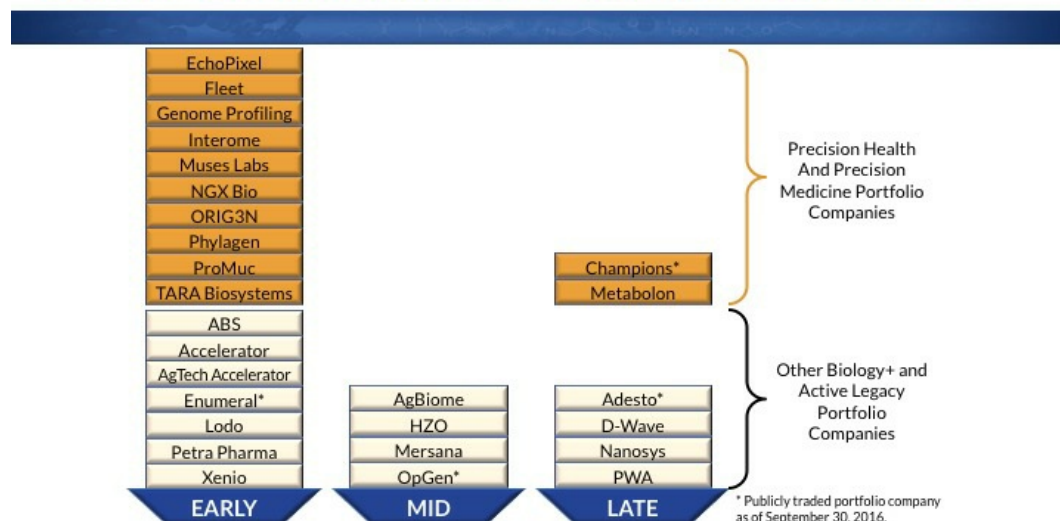 EchoPixel
Fleet
Genome Profiling
Interome
Muses Labs
NGX Bio
ORIG3N
Phylagen
ProMuc
TARA Biosystems
ABS
Accelerator
AgTech Accelerator
Enumeral*
Lodo
Petra Pharma
Xenio
EARLY
AgBiome
HZO
Mersana
OpGen*
MID
Champions*
Metabolon
Adesto*
D-Wave
Nanosys
PWA
LATE
Precision Health
And Precision
Medicine Portfolio
Companies
Other Biology+ and
Active Legacy
Portfolio
Companies
* Publicly traded portfolio company
as of September 30, 2016.